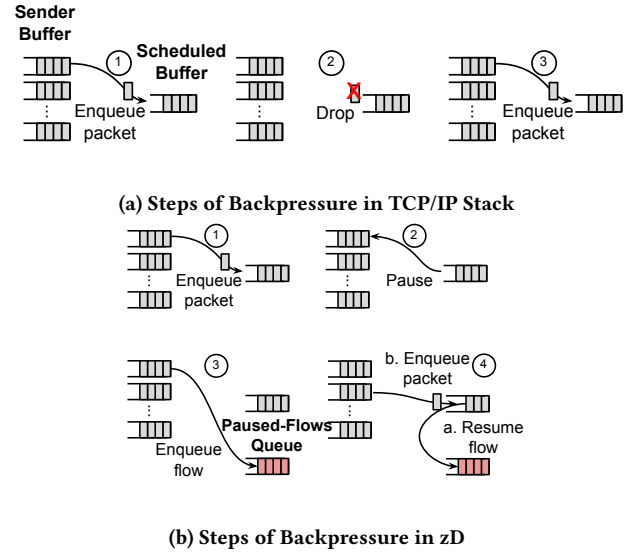 Sender
Buffer
1
Scheduled
Buffer
Enqueue
packet
2
X
Drop
3
Enqueue
packet
(a) Steps of Backpressure in TCP/IP Stack
1
Enqueue
packet
2
Pause
3
Enqueue
flow
Paused-Flows
Queue
b. Enqueue
packet
4
a. Resume
flow
(b) Steps of Backpressure in zD